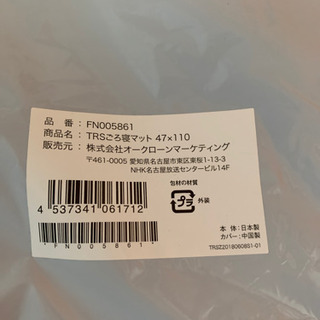 品 番 : FN005861
商品名 : TRSごろ寝マット 47×110
販売元 : 株式会社オークローンマーケティング
〒461-0005 愛知県名古屋市東区東桜1-13-3
NHK名古屋放送センタービル14F
4 537341 061712
FN005861
包材の材質
プラ 外装
本 体 : 日本製
カバー : 中国製
TRSZ20180608S1-01